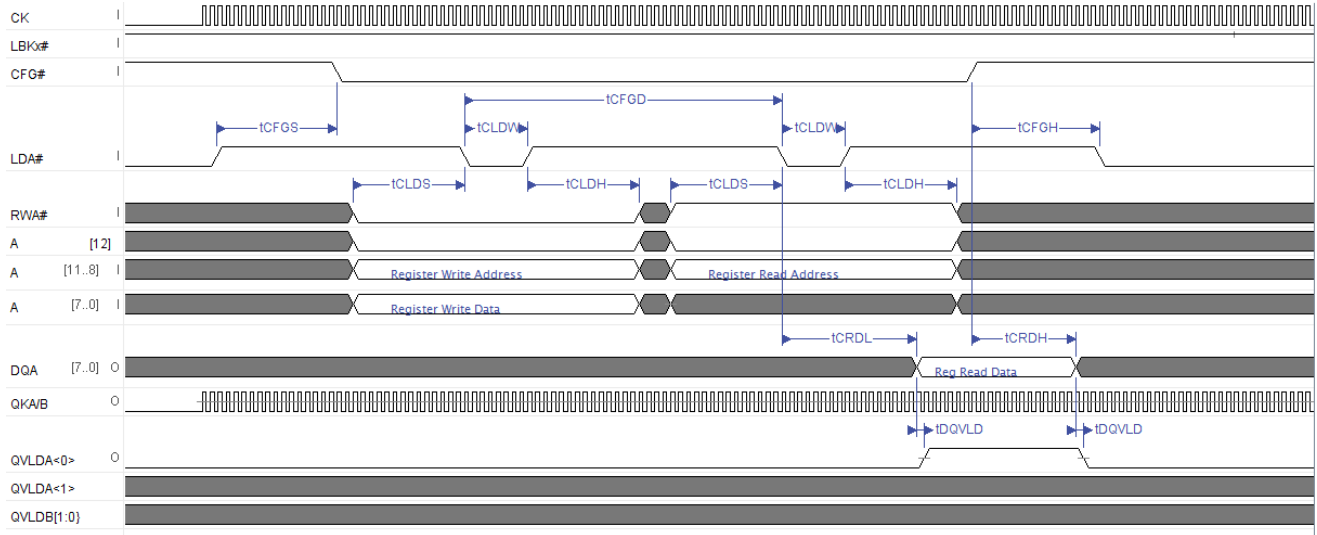 CK I
LBKx# I
CFG# I
tCFGD
tCFGS tCLDW tCLDW tCFGH
LDA# I
tCLDS tCLDH tCLDS tCLDH
RWA# I
A [12]
A [11..8] I Register Write Address Register Read Address
A [7..0] I Register Write Data
tCRDL tCRDH
DQA [7..0] O Reg Read Data
QKA/B O
tDQVLD tDQVLD
QVLDA<0> O
QVLDA<1>
QVLDB[1:0}